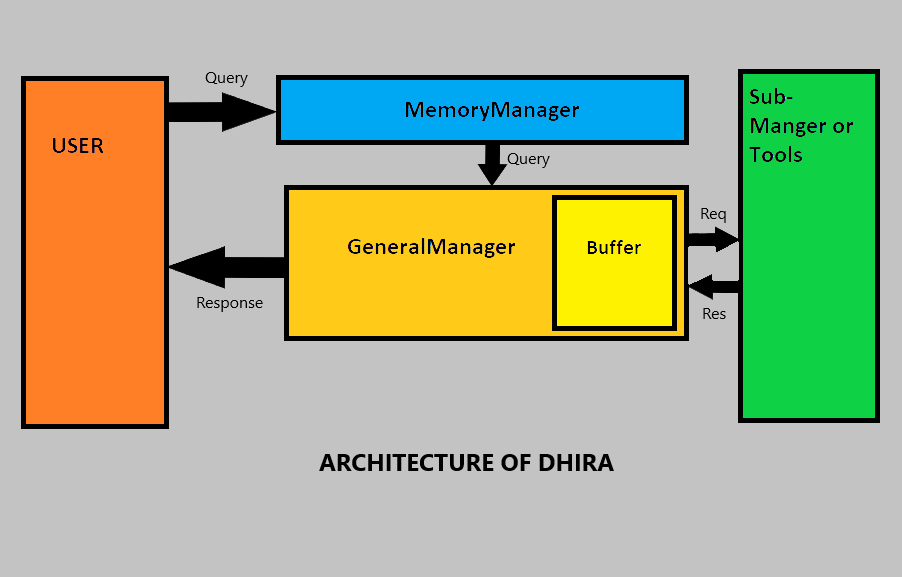 Query
MemoryManager
Sub-
Manger or
Tools
USER
Query
Req
GeneralManager
Buffer
Response
Res
ARCHITECTURE OF DHIRA